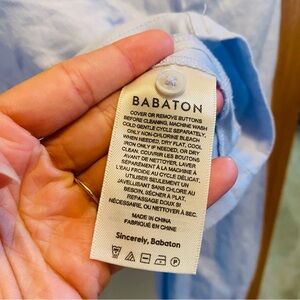 BABATON
COVER OR REMOVE BUTTONS
BEFORE CLEANING, MACHINE WASH
COLD GENTLE CYCLE SEPARATELY,
ONLY NON-CHLORINE BLEACH
WHEN NEEDED, DRY FLAT, COOL
IRON ONLY IF NEEDED, OR DRY
CLEAN. COUVRIR LES BOUTONS
AVANT DE NETTOYER. LAVER
SÉPARÉMENT À LA MACHINE À
L'EAU FROIDE AU CYCLE DÉLICAT.
UTILISER SEULEMENT UN
JAVELLISANT SANS CHLORE AU
BESOIN, SÉCHER À PLAT,
REPASSAGE DOUX SI
NÉCESSAIRE, OU NETTOYER À SEC.
MADE IN CHINA
FABRIQUÉ EN CHINE
Sincerely, Babaton